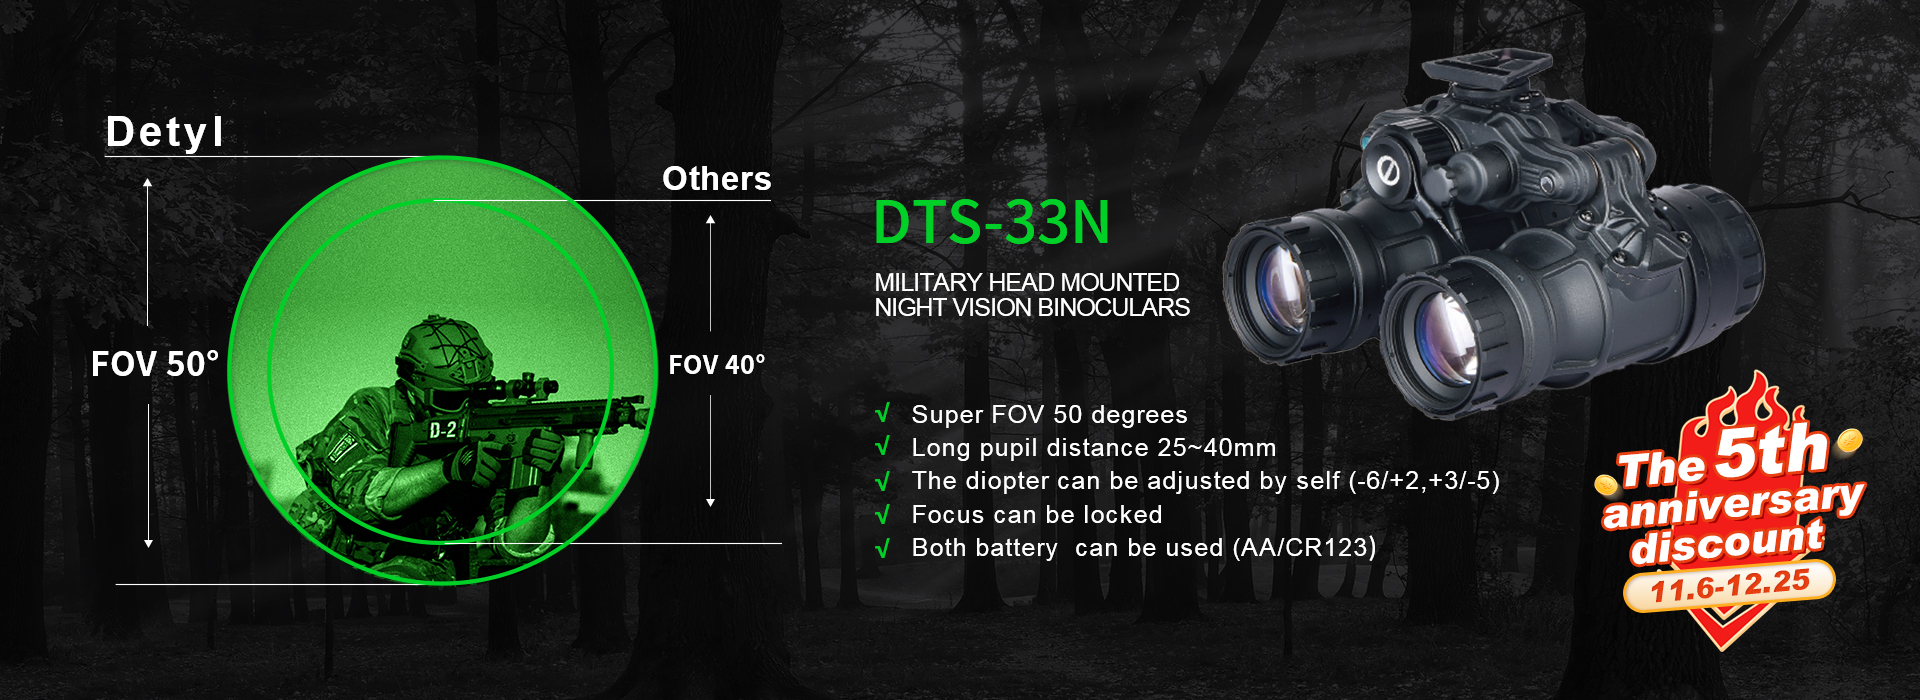 Detyl
Others
FOV 50°
FOV 40°
D-2
DTS-33N
MILITARY HEAD MOUNTED
NIGHT VISION BINOCULARS
√ Super FOV 50 degrees
√ Long pupil distance 25~40mm
√ The diopter can be adjusted by self (-6/+2,+3/-5)
√ Focus can be locked
√ Both battery  can be used (AA/CR123)
The 5th
anniversary
discount
11.6-12.25